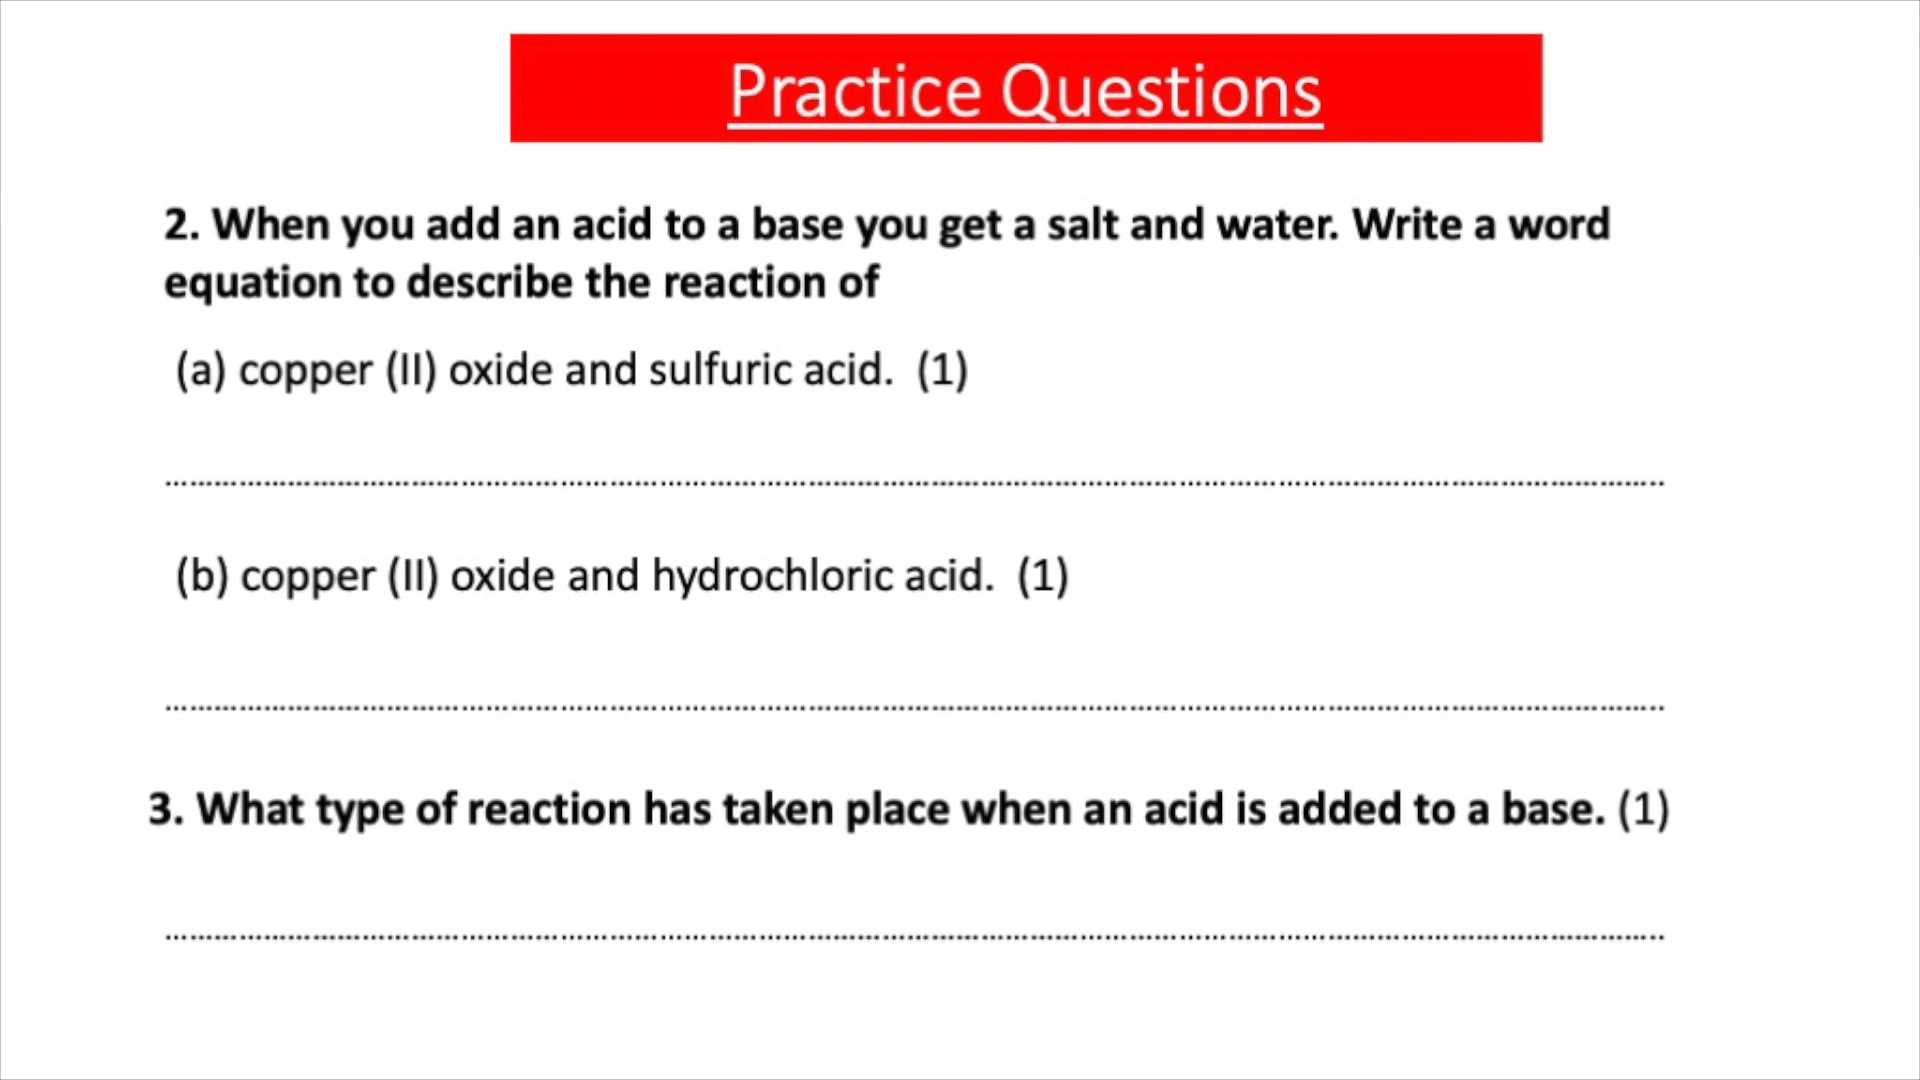 Practice Questions
2. When you add an acid to a base you get a salt and water. Write a word
equation to describe the reaction of
(a) copper (II) oxide and sulfuric acid.  (1)
……………………………………………………………………………………………………………………………………………………………..
(b) copper (II) oxide and hydrochloric acid.  (1)
……………………………………………………………………………………………………………………………………………………………..
3. What type of reaction has taken place when an acid is added to a base. (1)
……………………………………………………………………………………………………………………………………………………………..